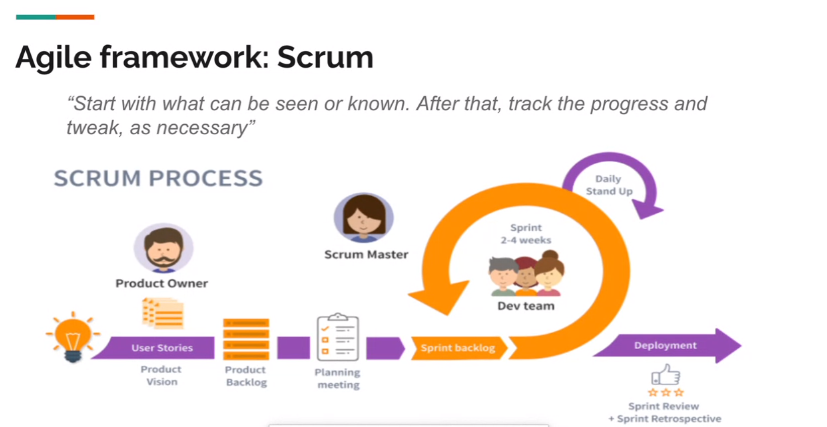 Agile framework: Scrum
“Start with what can be seen or known. After that, track the progress and
tweak, as necessary”
SCRUM PROCESS
Daily
Stand Up
Sprint
2-4 weeks
Scrum Master
Product Owner
Dev team
User Stories
Sprint backlog
Deployment
Product
Vision
Product
Backlog
Planning
meeting
Sprint Review
+ Sprint Retrospective